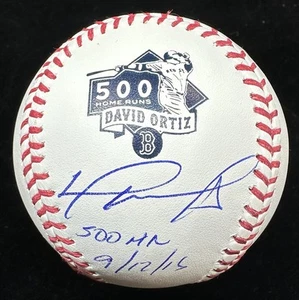 500
HOME RUNS
DAVID ORTIZ
B
500 HR
9/12/15